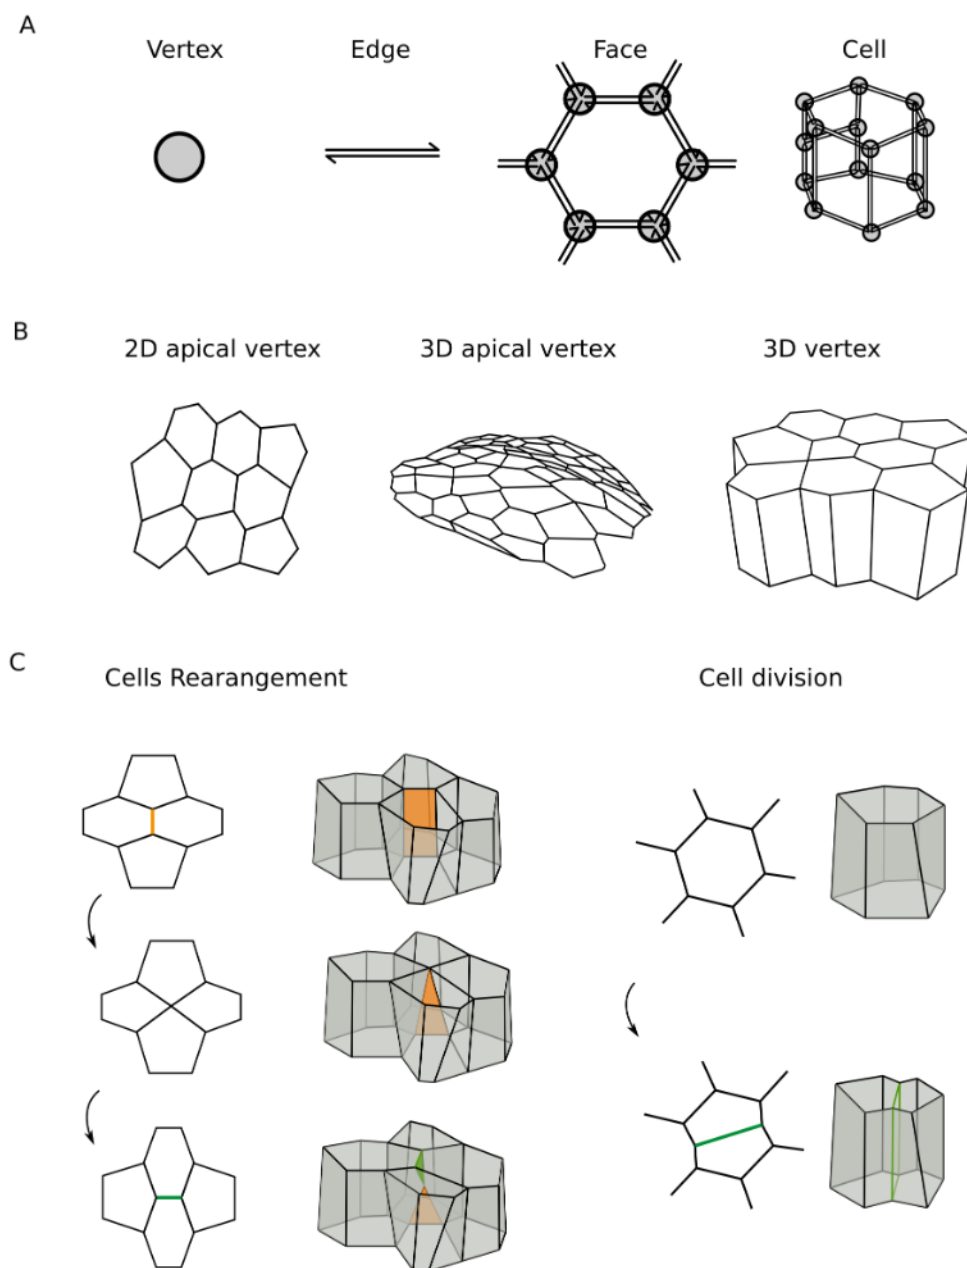 A
Vertex Edge Face Cell
B
2D apical vertex 3D apical vertex 3D vertex
C
Cells Rearangement Cell division